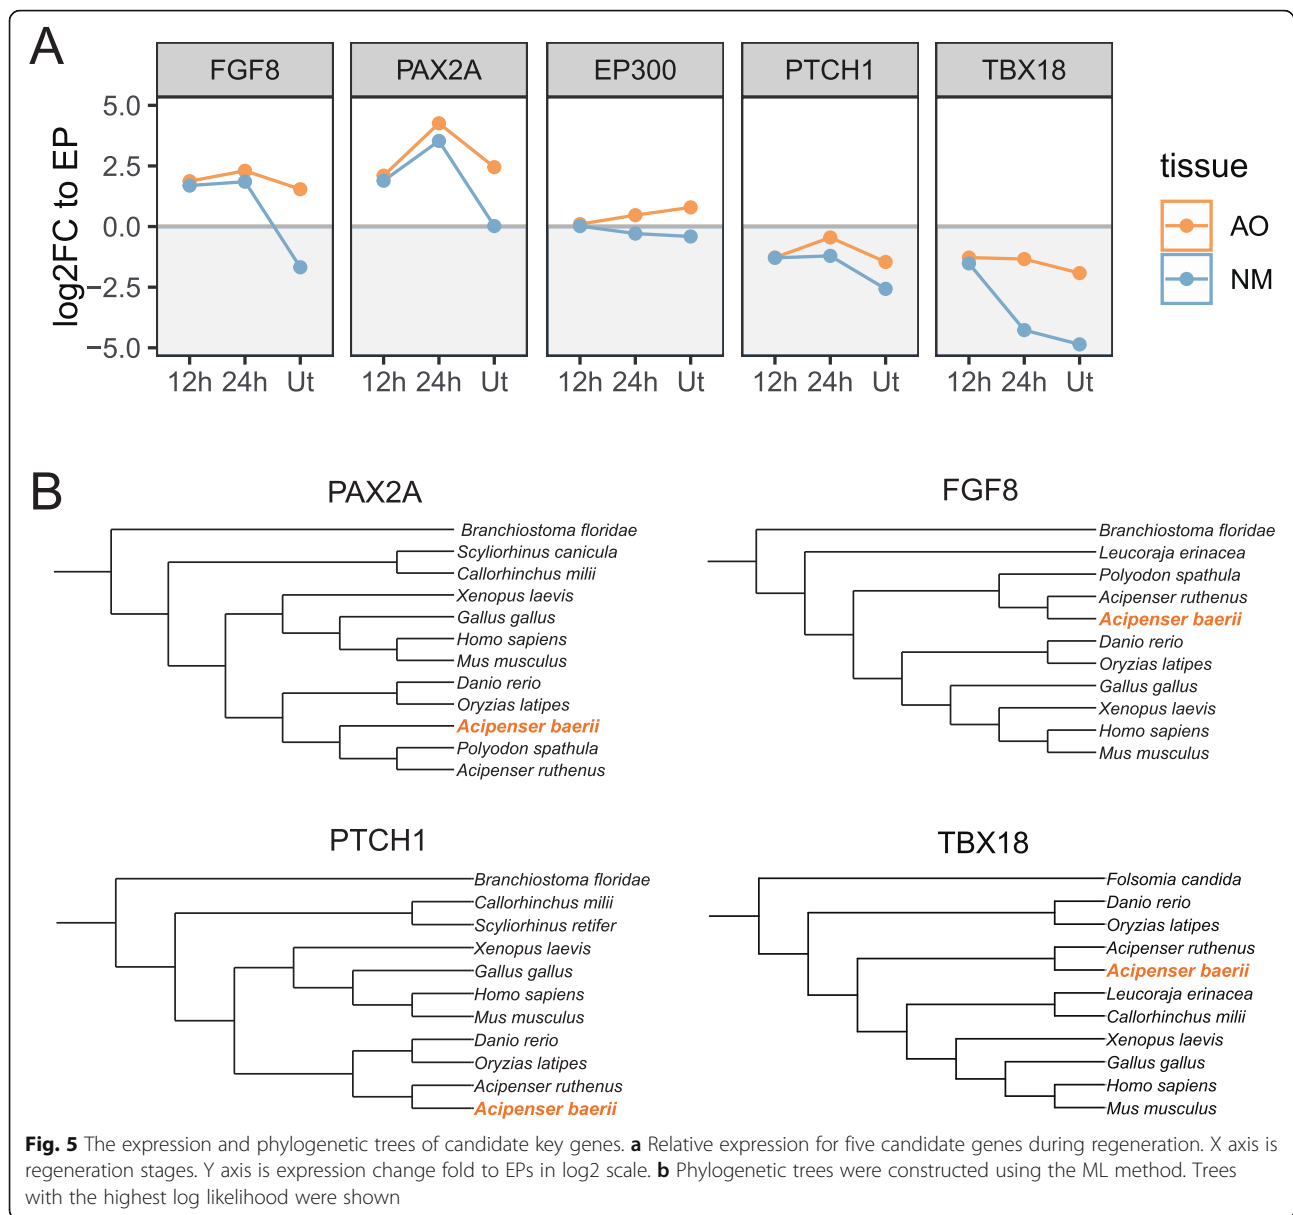 A
FGF8 PAX2A EP300 PTCH1 TBX18
log2FC to EP
5.0
2.5
0.0
−2.5
−5.0
12h 24h Ut 12h 24h Ut 12h 24h Ut 12h 24h Ut 12h 24h Ut
tissue
AO
NM
B
PAX2A
Branchiostoma floridae
Scyliorhinus canicula
Callorhinchus milii
Xenopus laevis
Gallus gallus
Homo sapiens
Mus musculus
Danio rerio
Oryzias latipes
Acipenser baerii
Polyodon spathula
Acipenser ruthenus
FGF8
Branchiostoma floridae
Leucoraja erinacea
Polyodon spathula
Acipenser ruthenus
Acipenser baerii
Danio rerio
Oryzias latipes
Gallus gallus
Xenopus laevis
Homo sapiens
Mus musculus
PTCH1
Branchiostoma floridae
Callorhinchus milii
Scyliorhinus retifer
Xenopus laevis
Gallus gallus
Homo sapiens
Mus musculus
Danio rerio
Oryzias latipes
Acipenser ruthenus
Acipenser baerii
TBX18
Folsomia candida
Danio rerio
Oryzias latipes
Acipenser ruthenus
Acipenser baerii
Leucoraja erinacea
Callorhinchus milii
Xenopus laevis
Gallus gallus
Homo sapiens
Mus musculus
Fig. 5 The expression and phylogenetic trees of candidate key genes. a Relative expression for five candidate genes during regeneration. X axis is
regeneration stages. Y axis is expression change fold to EPs in log2 scale. b Phylogenetic trees were constructed using the ML method. Trees
with the highest log likelihood were shown